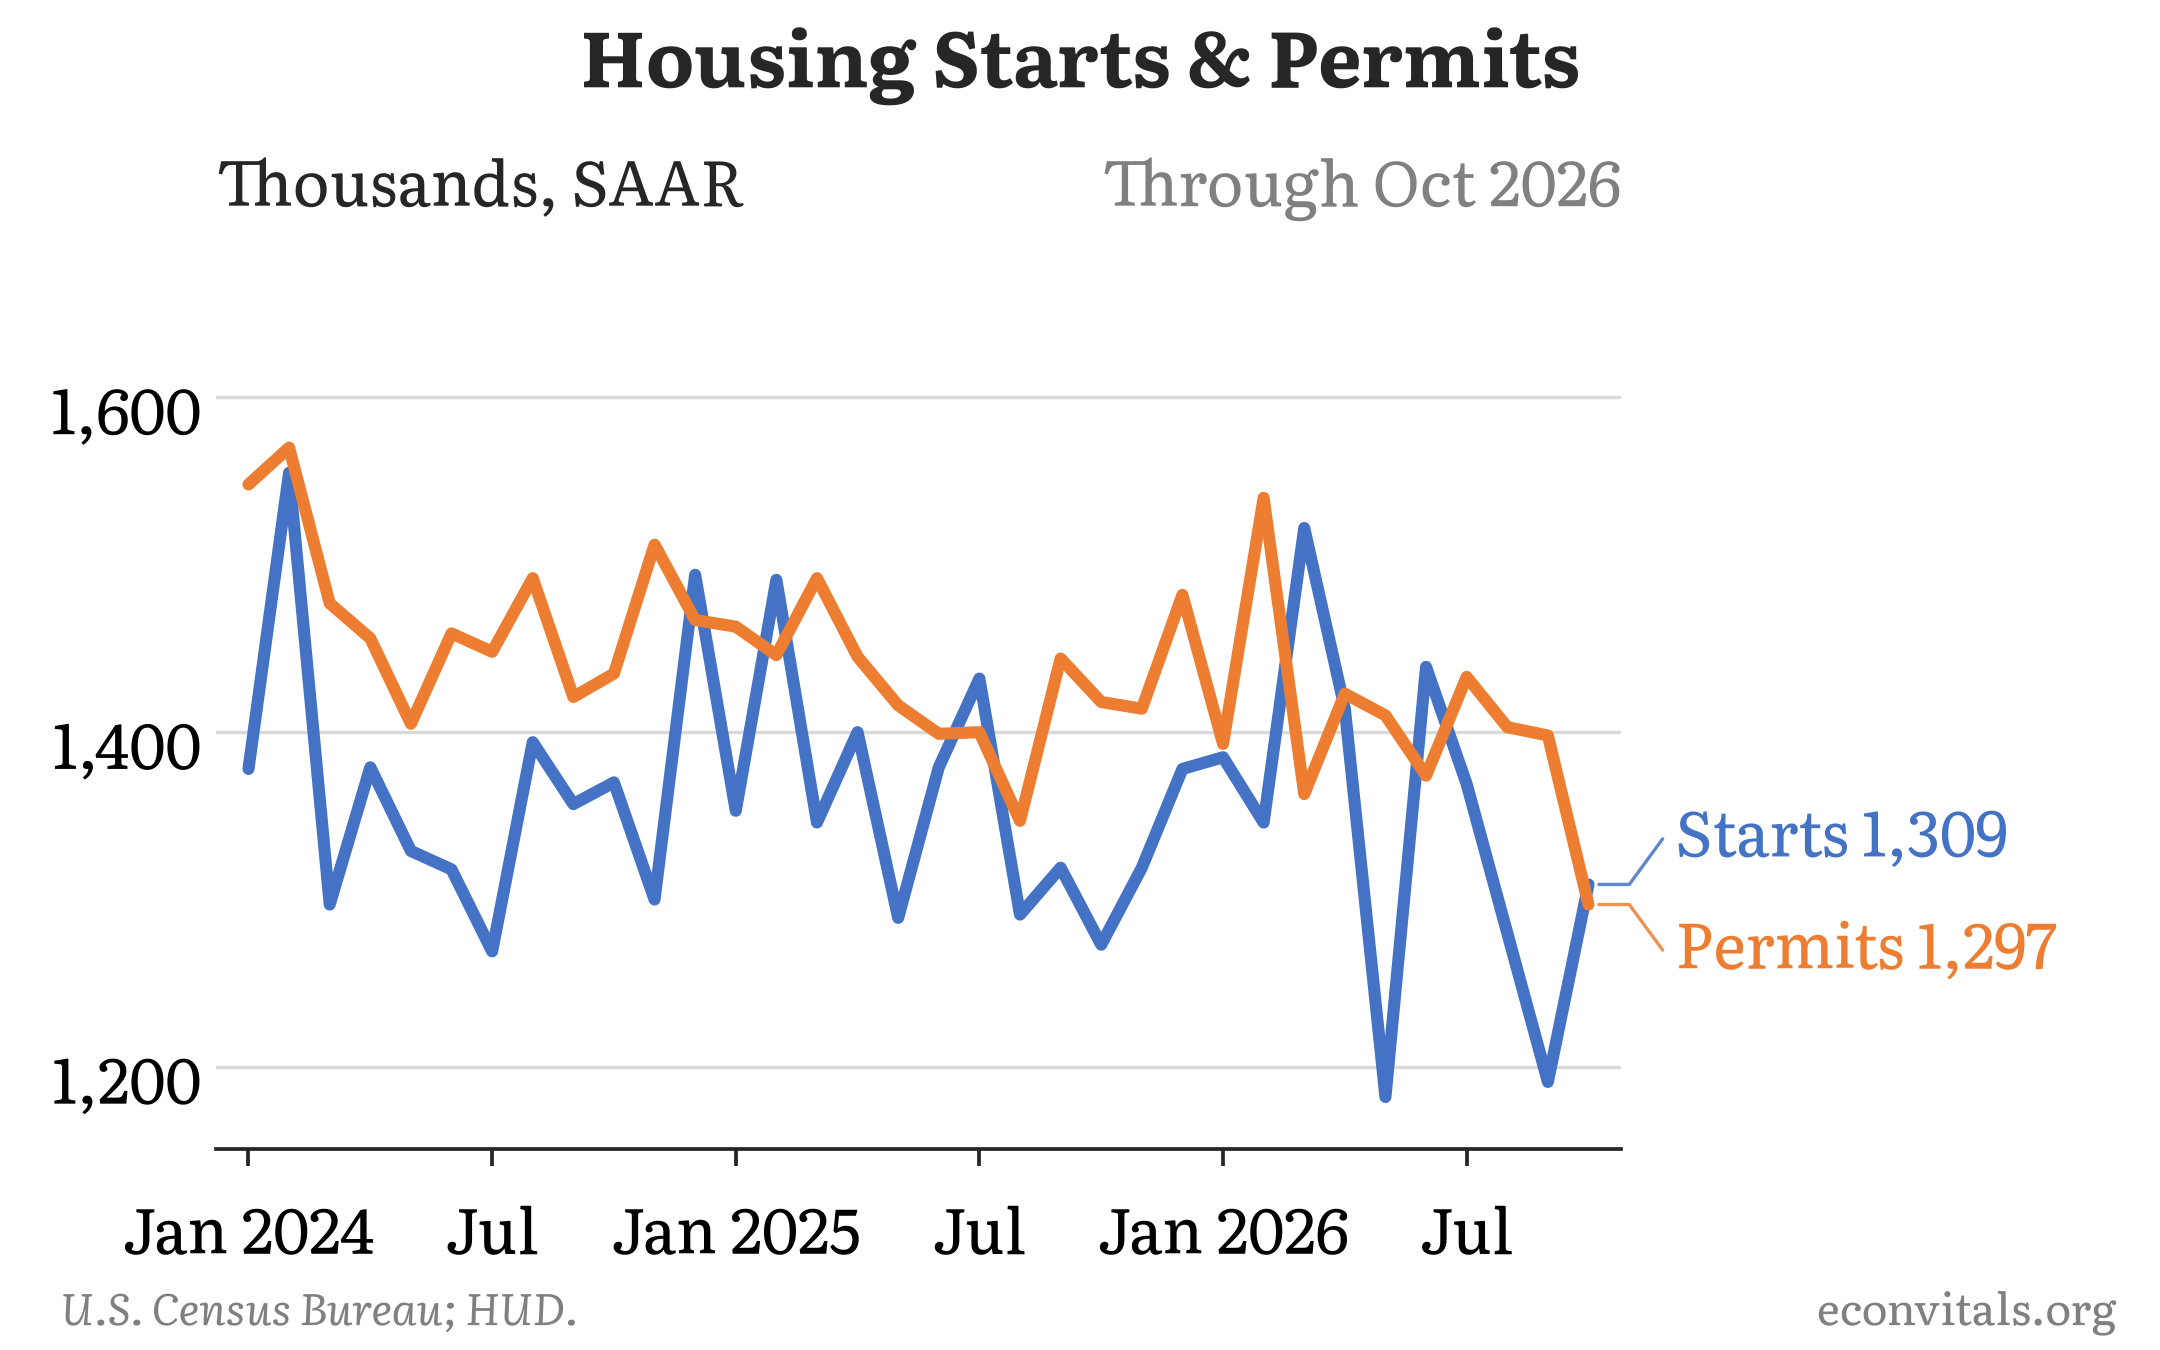 Housing Starts & Permits
Thousands, SAAR
Through Oct 2026
1,600
1,400
1,200
Starts 1,309
Permits 1,297
Jan 2024
Jul
Jan 2025
Jul
Jan 2026
Jul
U.S. Census Bureau; HUD.
econvitals.org